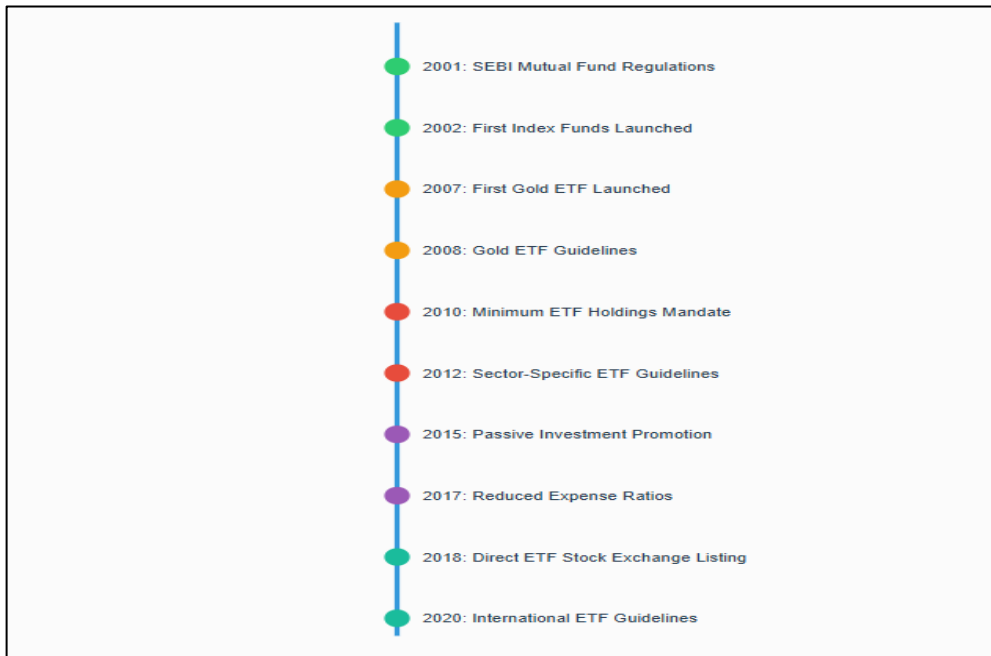 2001: SEBI Mutual Fund Regulations
2002: First Index Funds Launched
2007: First Gold ETF Launched
2008: Gold ETF Guidelines
2010: Minimum ETF Holdings Mandate
2012: Sector-Specific ETF Guidelines
2015: Passive Investment Promotion
2017: Reduced Expense Ratios
2018: Direct ETF Stock Exchange Listing
2020: International ETF Guidelines